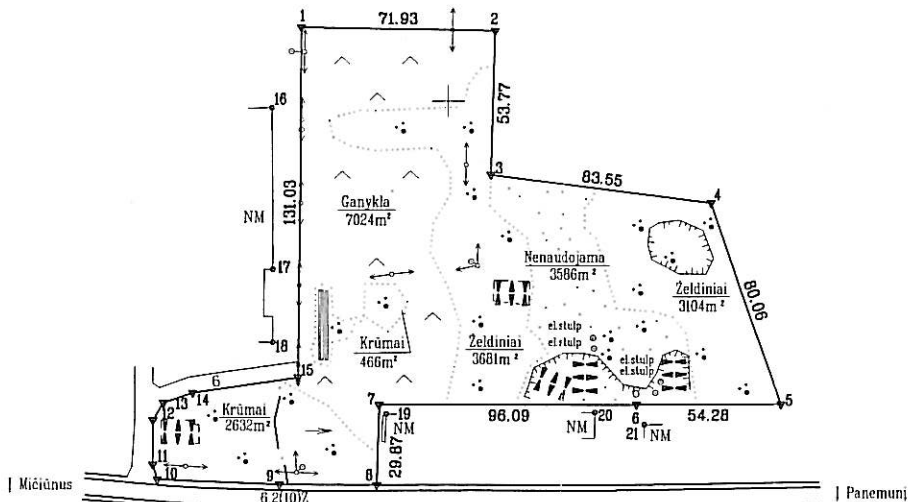 1
71.93
2
16
53.77
131.03
3
83.55
4
Ganykla
7024m²
NM
Nenaudojama
3586m²
Želdiniai
3104m²
80.06
17
el.stulp
el.stulp
18
Krūmai
466m²
Želdiniai
3681m²
el.stulp
el.stulp
15
6
14
13
12
Krūmai
2632m²
7
19
NM
96.09
20
NM
6
21
NM
54.28
5
29.87
11
10
9
8
| Mičiūnus
6.2(10)Ž
| Panemunį